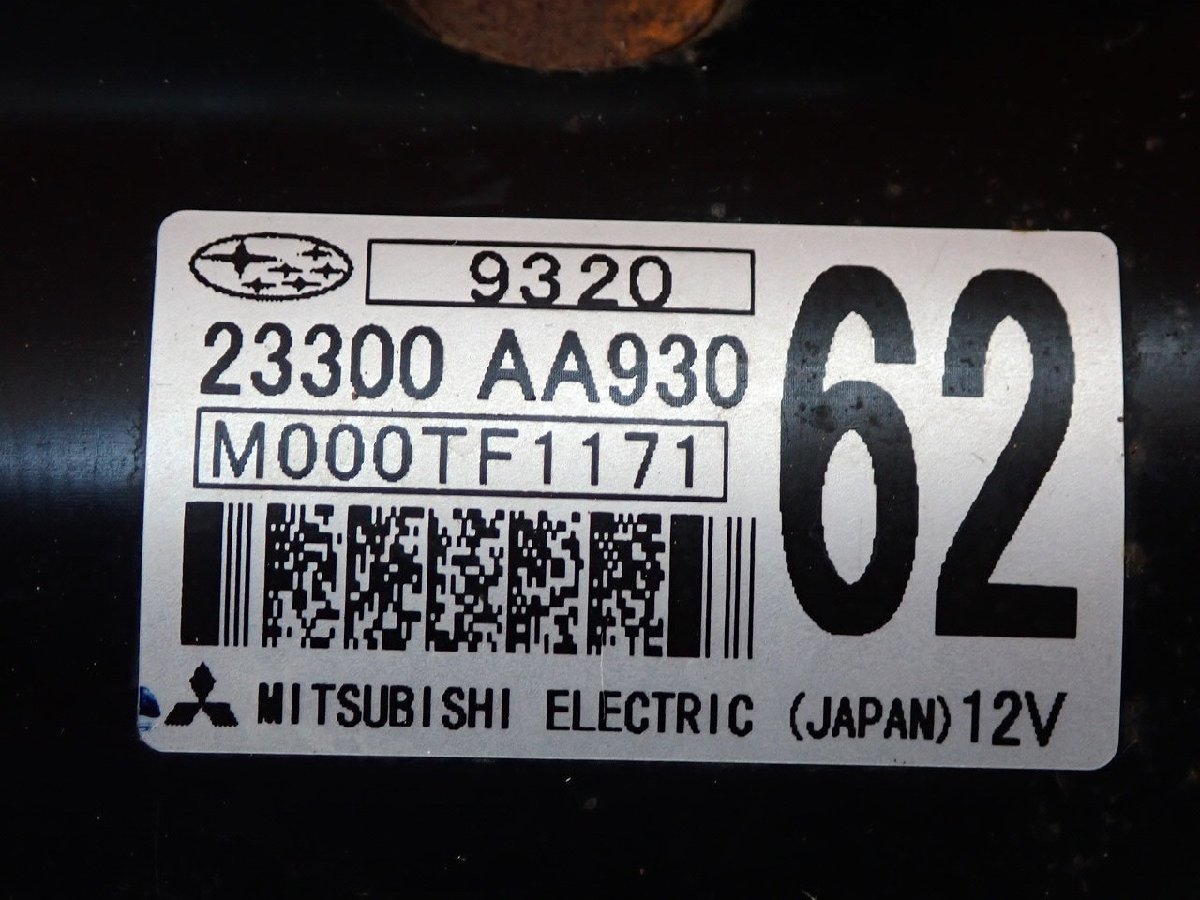 9320
23300 AA930
M000TF1171
62
MITSUBISHI ELECTRIC (JAPAN) 12V